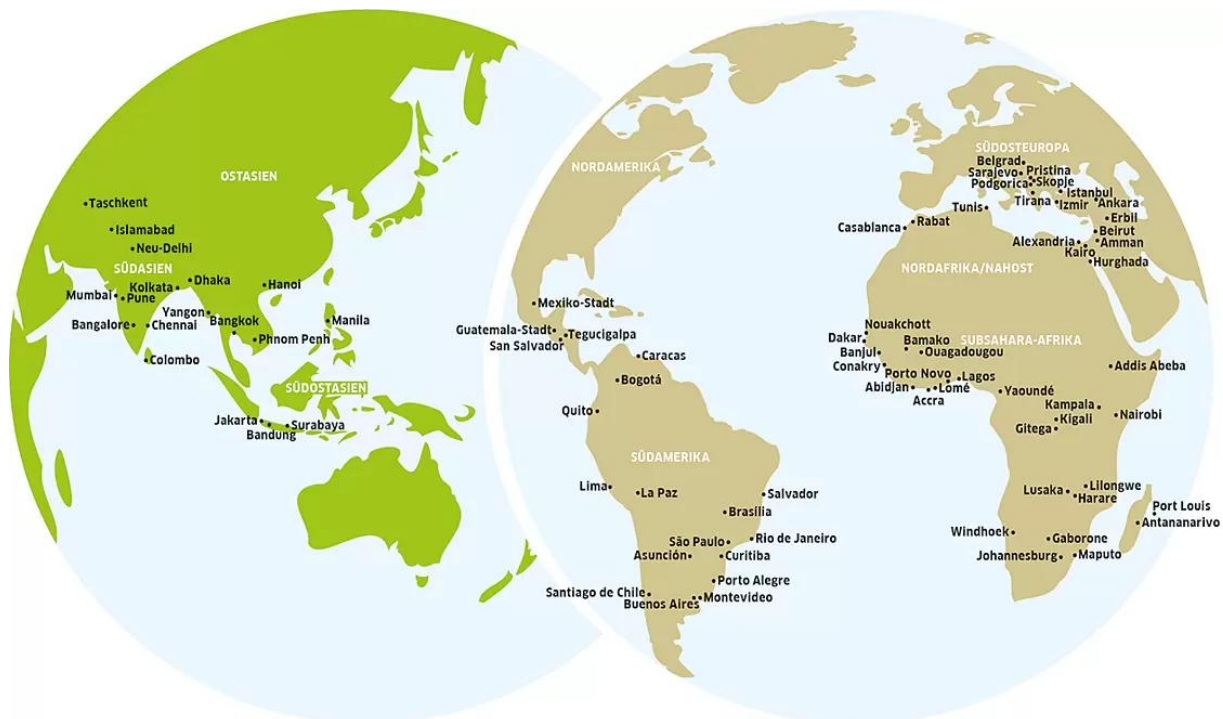 OSTASIEN
Taschkent
Islamabad
Neu-Delhi
SÜDASIEN
Kolkata
Dhaka
Hanoi
Mumbai
Pune
Yangon
Bangkok
Manila
Bangalore
Chennai
Phnom Penh
Colombo
SÜDOSTASIEN
Jakarta
Surabaya
Bandung
NORDAMERIKA
Mexiko-Stadt
Guatemala-Stadt
Tegucigalpa
San Salvador
Caracas
Bogotá
Quito
SÜDAMERIKA
Lima
La Paz
Salvador
Brasília
São Paulo
Rio de Janeiro
Asunción
Curitiba
Porto Alegre
Santiago de Chile
Buenos Aires
Montevideo
SÜDOSTEUROPA
Belgrad
Sarajevo
Pristina
Podgorica
Skopje
Istanbul
Tirana
Izmir
Ankara
Tunis
Erbil
Casablanca
Rabat
Beirut
Alexandria
Amman
Kairo
Hurghada
NORDAFRIKA/NAHOST
Nouakchott
Dakar
Bamako
SUBSAHARA-AFRIKA
Banjul
Ouagadougou
Conakry
Porto Novo
Lagos
Addis Abeba
Abidjan
Lomé
Yaoundé
Accra
Kampala
Nairobi
Kigali
Gitega
Lilongwe
Lusaka
Harare
Port Louis
Antananarivo
Windhoek
Gaborone
Johannesburg
Maputo